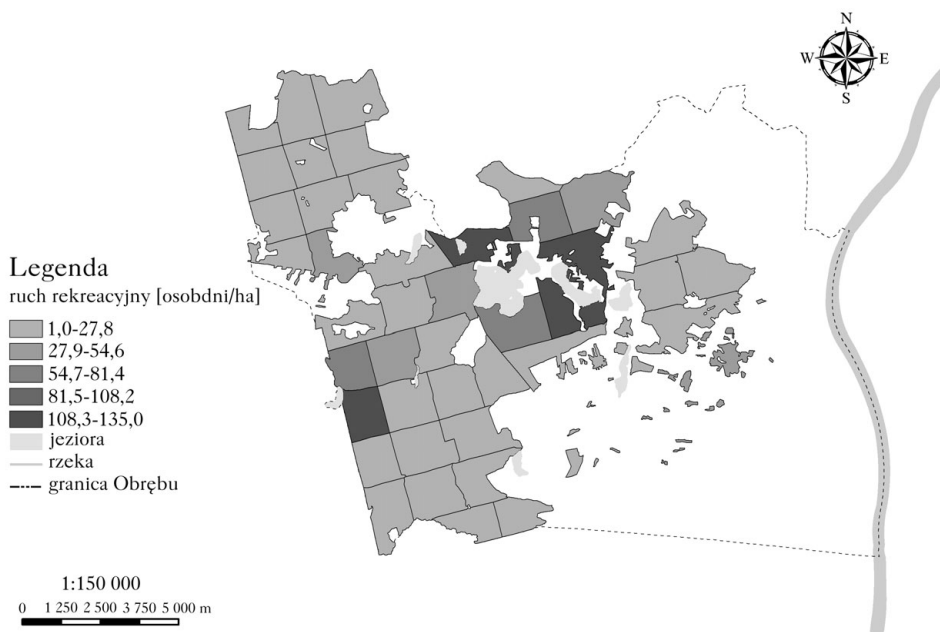 N
W E
S
Legenda
ruch rekreacyjny [osobdni/ha]
1,0-27,8
27,9-54,6
54,7-81,4
81,5-108,2
108,3-135,0
jeziora
rzeka
granica Obrębu
1:150 000
0 1 250 2 500 3 750 5 000 m